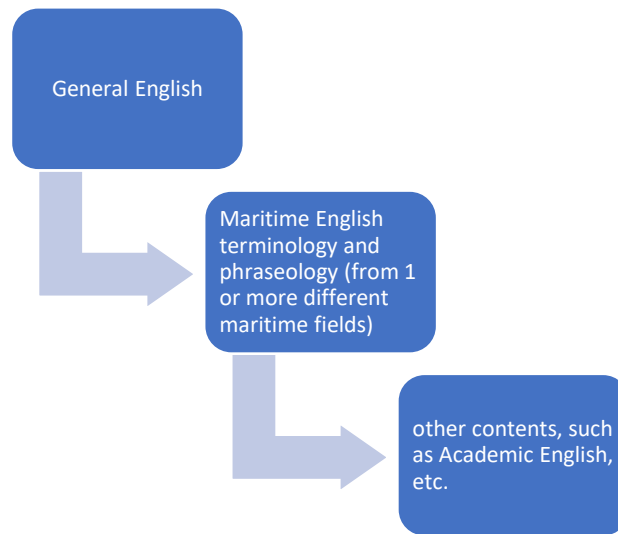 General English
Maritime English
terminology and
phraseology (from 1
or more different
maritime fields)
other contents, such
as Academic English,
etc.